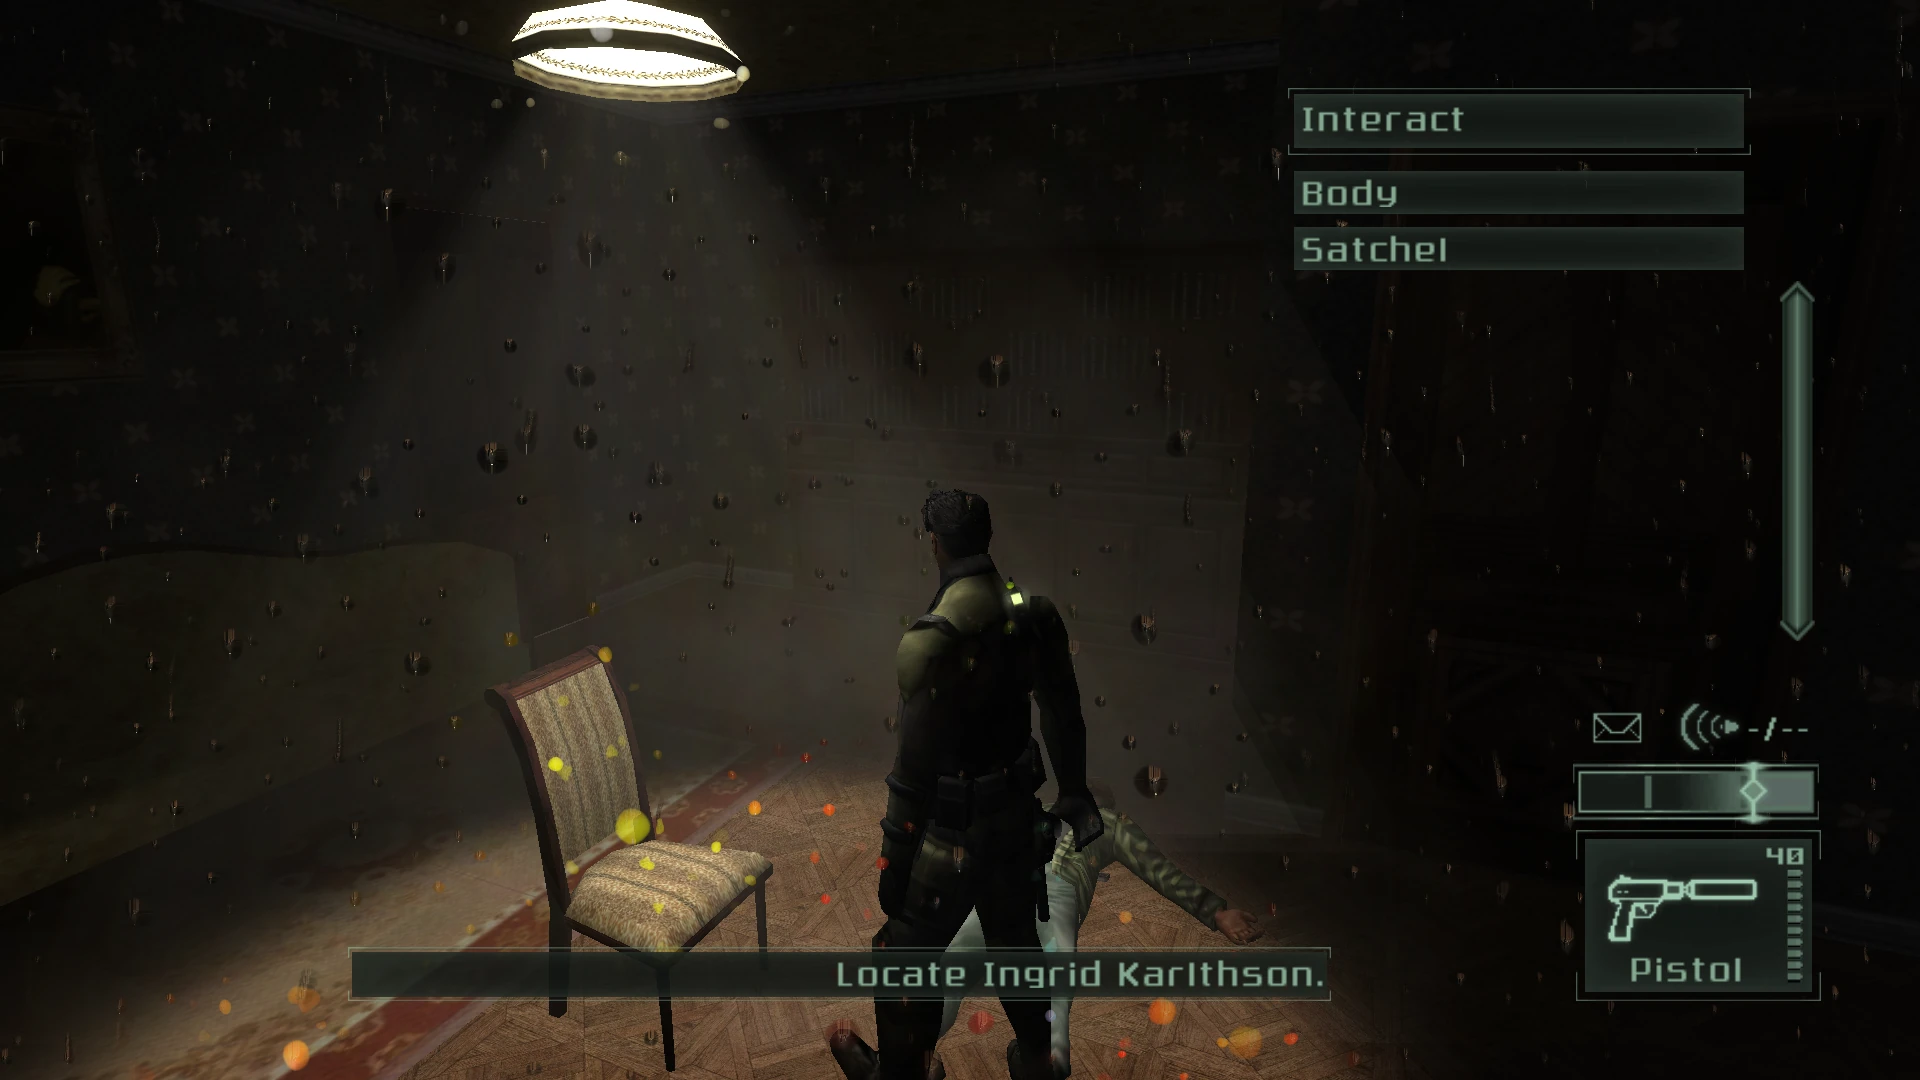 Interact
Body
Satchel
-/--
40
Pistol
Locate Ingrid Karlthson.